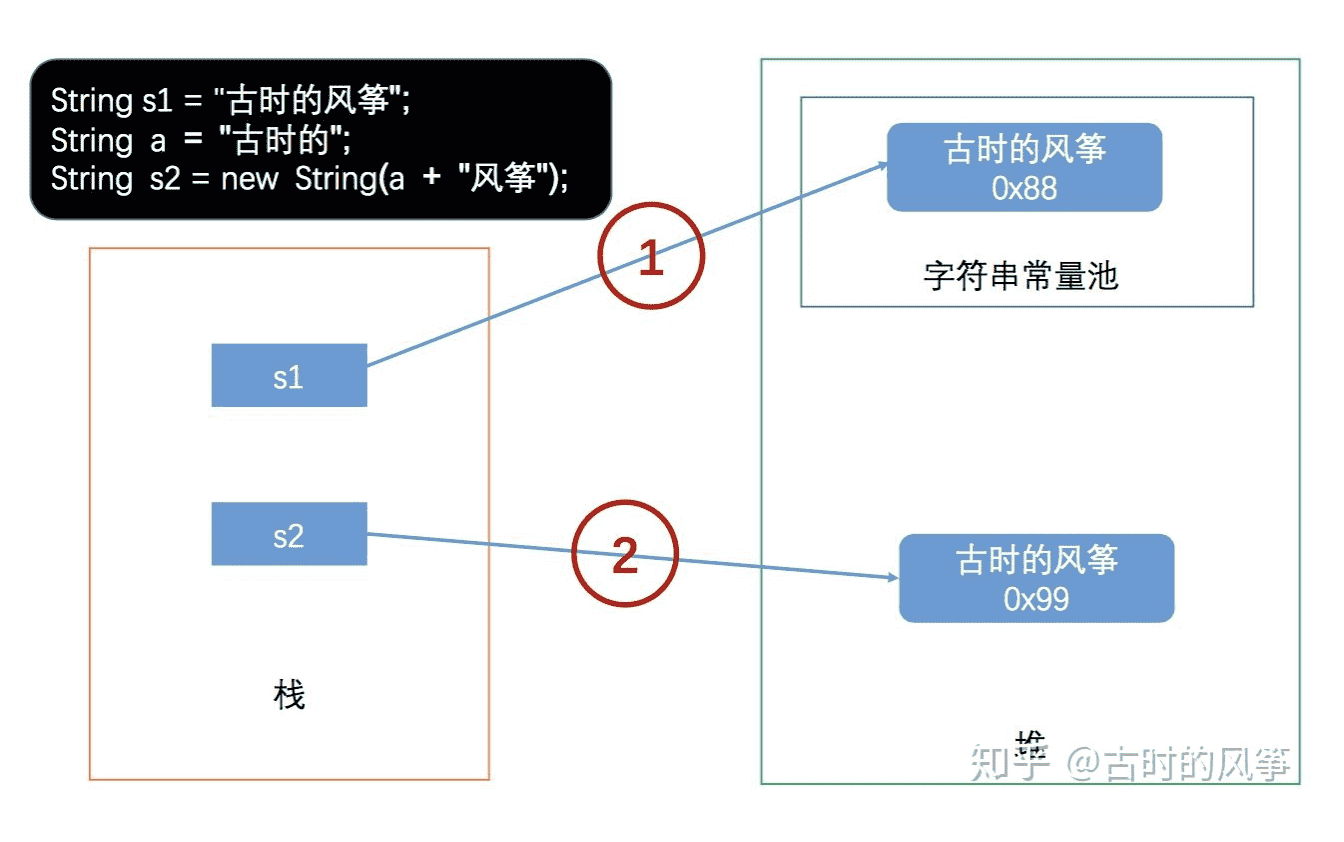 String s1 = "古时的风筝";
String a = "古时的";
String s2 = new String(a + "风筝");
古时的风筝
0x88
字符串常量池
1
s1
s2
2
古时的风筝
0x99
栈
堆
知乎 @古时的风筝